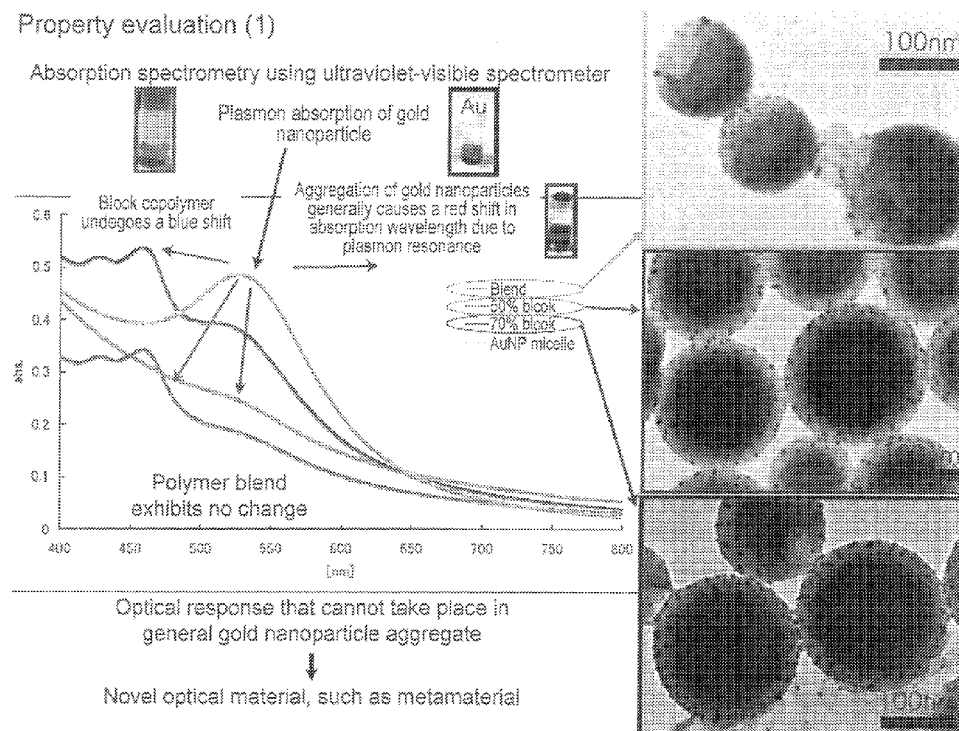 Property evaluation (1)
Absorption spectrometry using ultraviolet-visible spectrometer
Plasmon absorption of gold
nanoparticle
Au
100nm
Block copolymer
undergoes a blue shift
Aggregation of gold nanoparticles
generally causes a red shift in
absorption wavelength due to
plasmon resonance
0.6
0.5
0.4
0.3
0.2
0.1
0
abs.
Blend
50% block
70% block
AuNP micelle
Polymer blend
exhibits no change
400
450
500
550
600
650
700
750
800
[nm]
Optical response that cannot take place in
general gold nanoparticle aggregate
Novel optical material, such as metamaterial
100nm